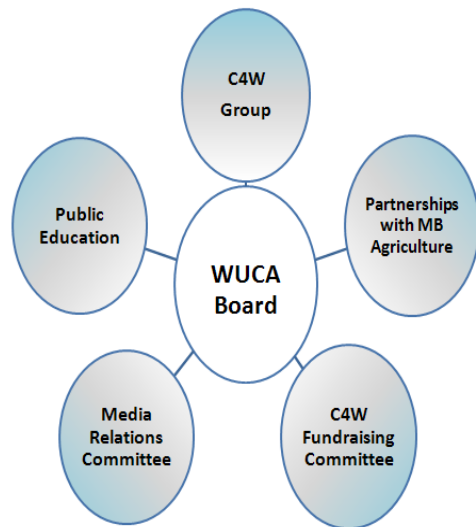 C4W
Group
Public
Education
Partnerships
with MB
Agriculture
WUCA
Board
Media
Relations
Committee
C4W
Fundraising
Committee